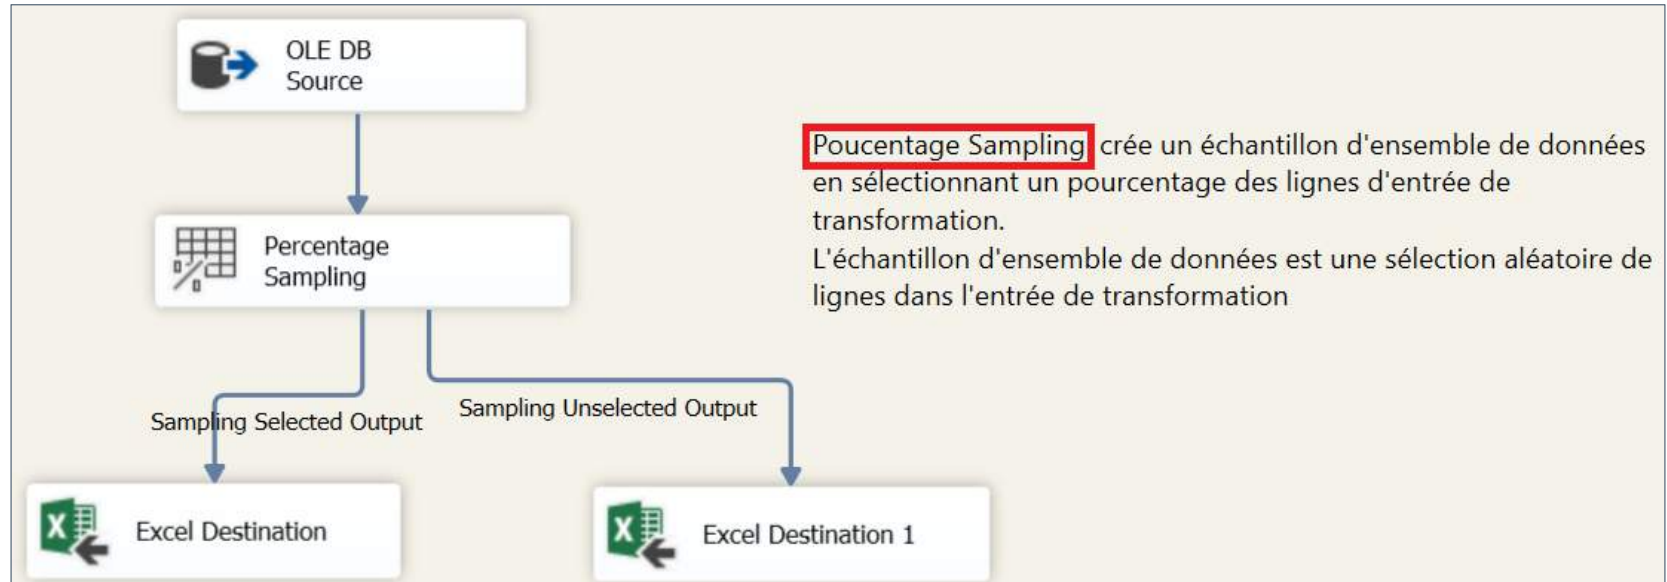 OLE DB
Source
Poucentage Sampling crée un échantillon d'ensemble de données
en sélectionnant un pourcentage des lignes d'entrée de
transformation.
L'échantillon d'ensemble de données est une sélection aléatoire de
lignes dans l'entrée de transformation
Percentage
Sampling
Sampling Selected Output
Sampling Unselected Output
Excel Destination
Excel Destination 1